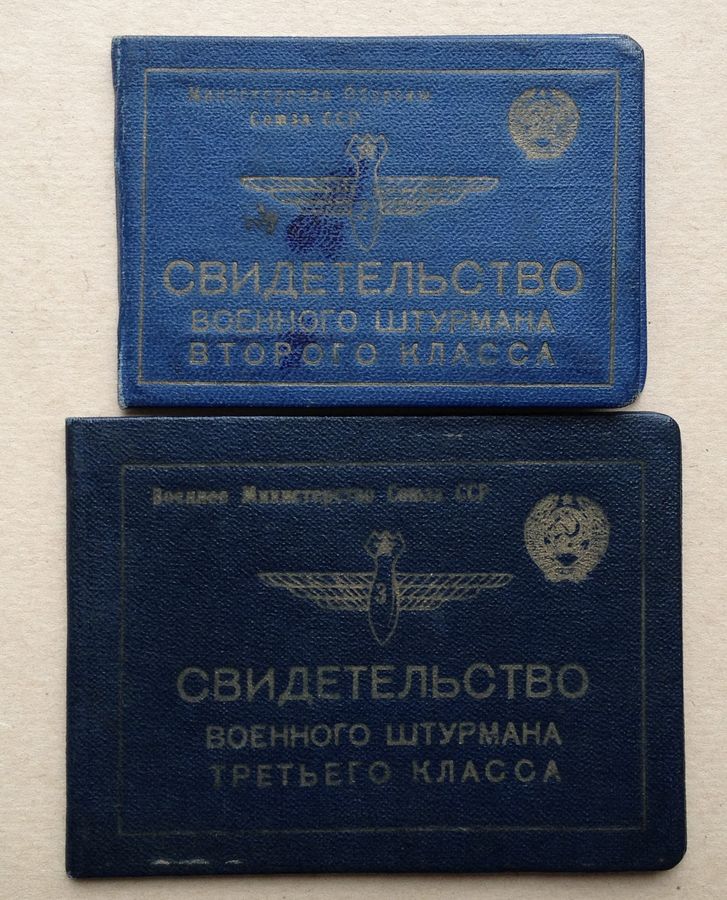 Министерство Обороны
Союза ССР
СВИДЕТЕЛЬСТВО
ВОЕННОГО ШТУРМАНА
ВТОРОГО КЛАССА
Военное Министерство Союза ССР
3
СВИДЕТЕЛЬСТВО
ВОЕННОГО ШТУРМАНА
ТРЕТЬЕГО КЛАССА